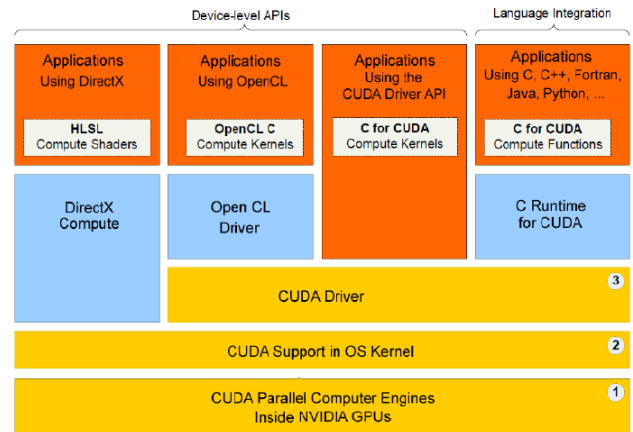 Device-level APIs
Language Integration
Applications
Using DirectX
HLSL
Compute Shaders
Applications
Using OpenCL
OpenCL C
Compute Kernels
Applications
Using the
CUDA Driver API
C for CUDA
Compute Kernels
Applications
Using C, C++, Fortran,
Java, Python, ...
C for CUDA
Compute Functions
DirectX
Compute
Open CL
Driver
C Runtime
for CUDA
CUDA Driver
3
CUDA Support in OS Kernel
2
CUDA Parallel Computer Engines
Inside NVIDIA GPUs
1